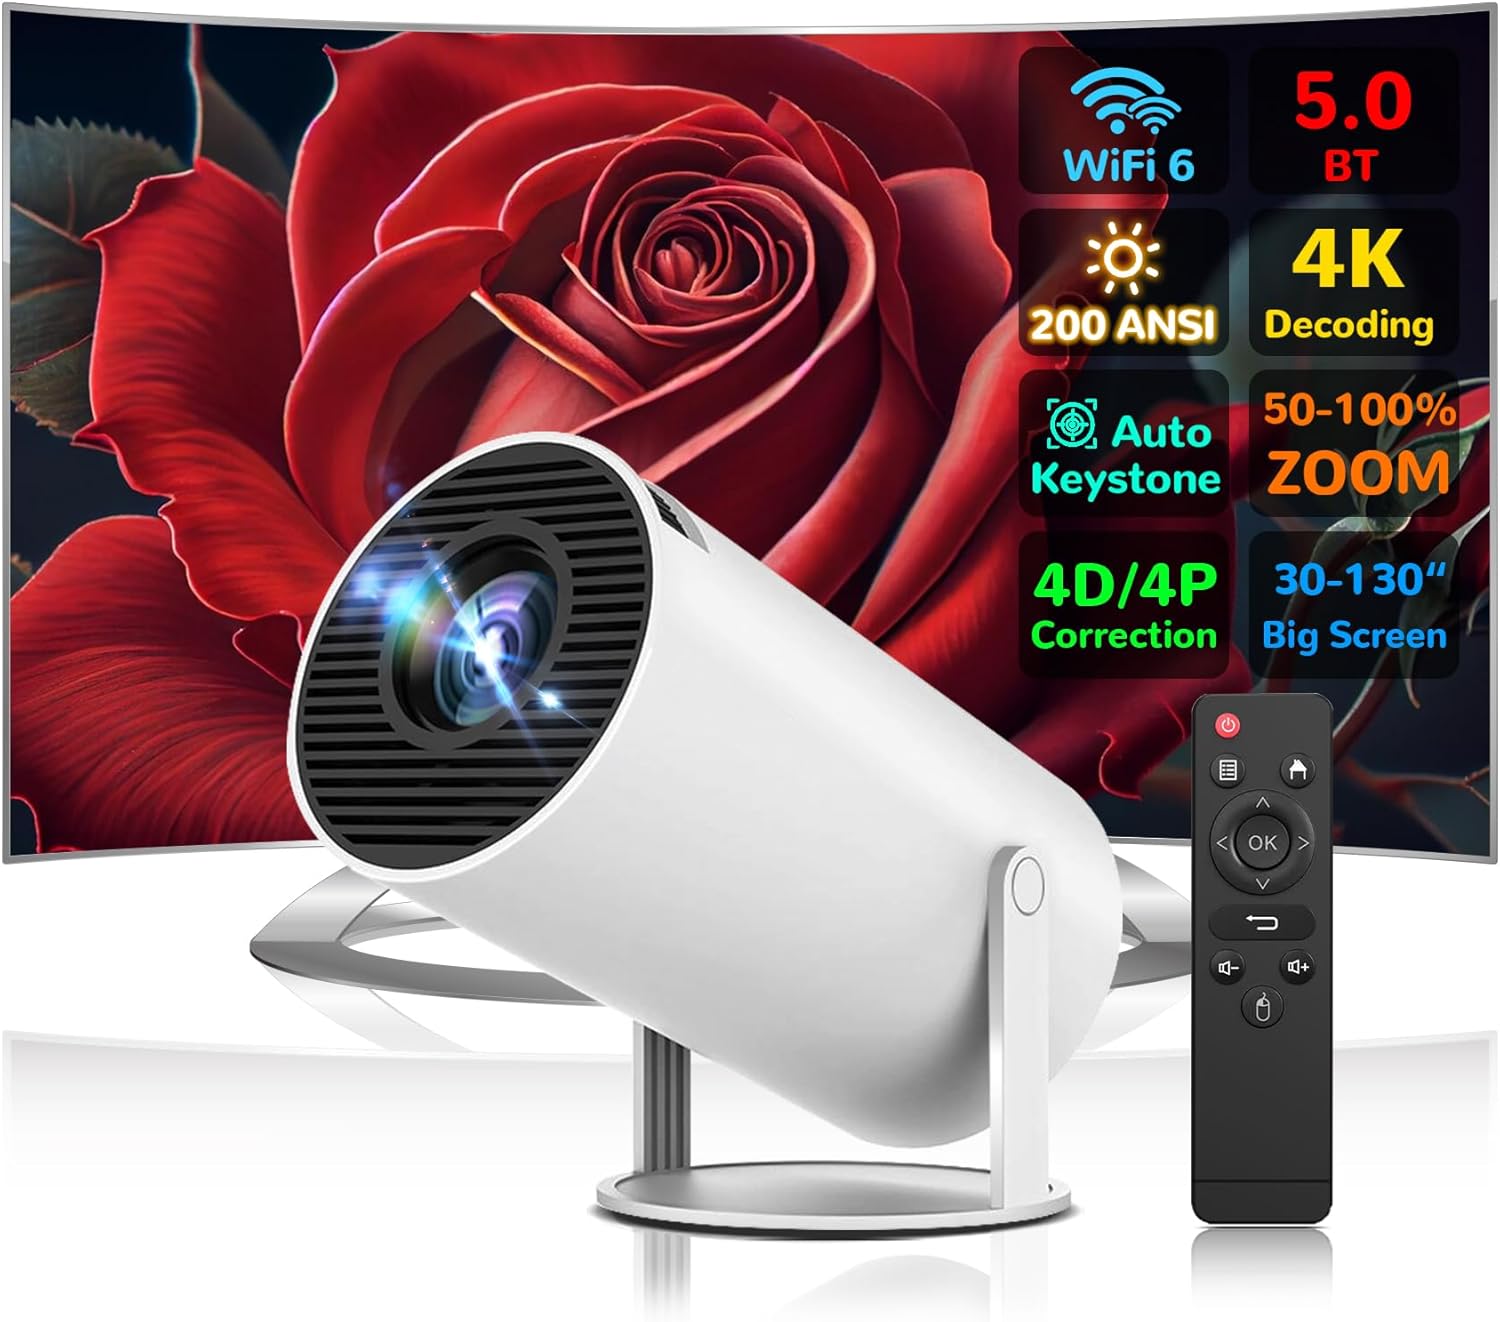 WiFi 6
5.0
BT
200 ANSI
4K
Decoding
Auto
Keystone
50-100%
ZOOM
4D/4P
Correction
30-130“
Big Screen
OK